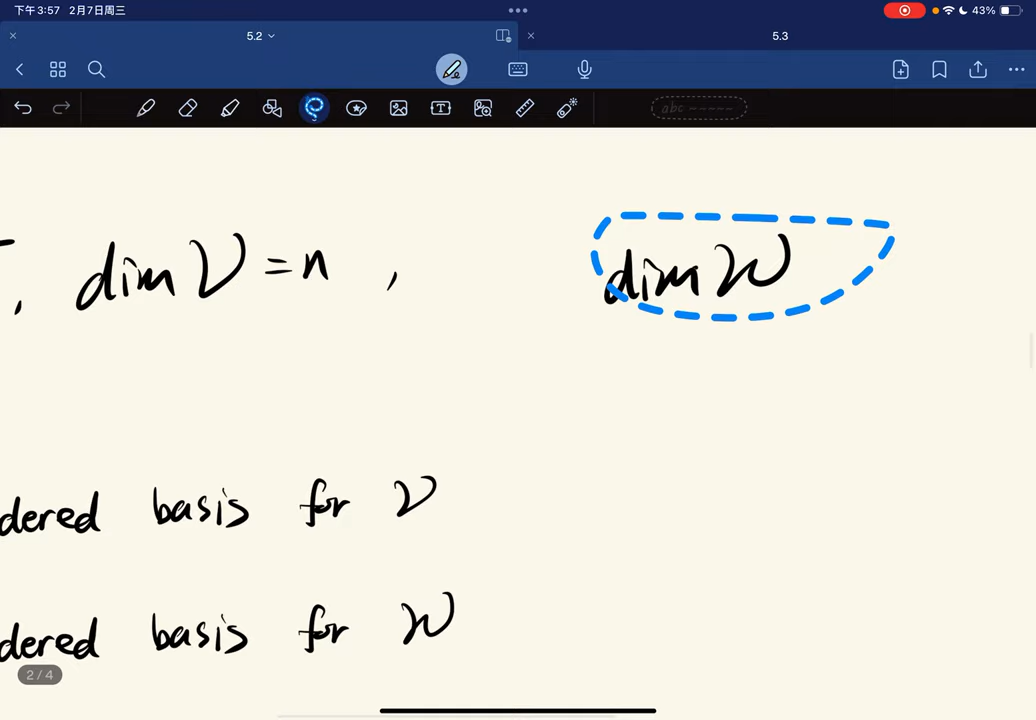 下午3:57 2月7日周三 43%
5.2 5.3
abc
, dim V = n , dim W
dered basis for V
dered basis for W
2 / 4